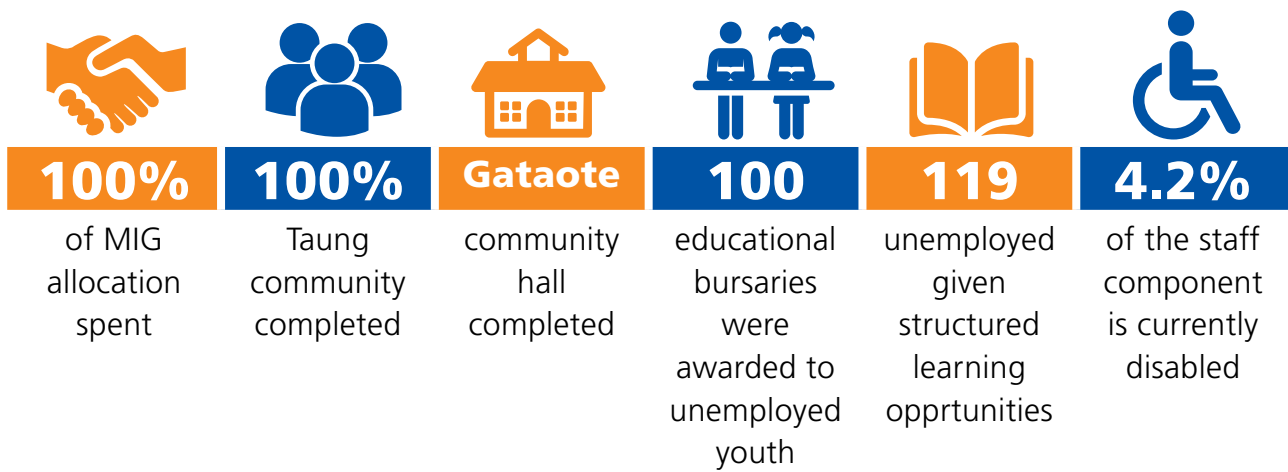 100%
of MIG
allocation
spent
100%
Taung
community
completed
Gataote
community
hall
completed
100
educational
bursaries
were
awarded to
unemployed
youth
119
unemployed
given
structured
learning
opprtunities
4.2%
of the staff
component
is currently
disabled